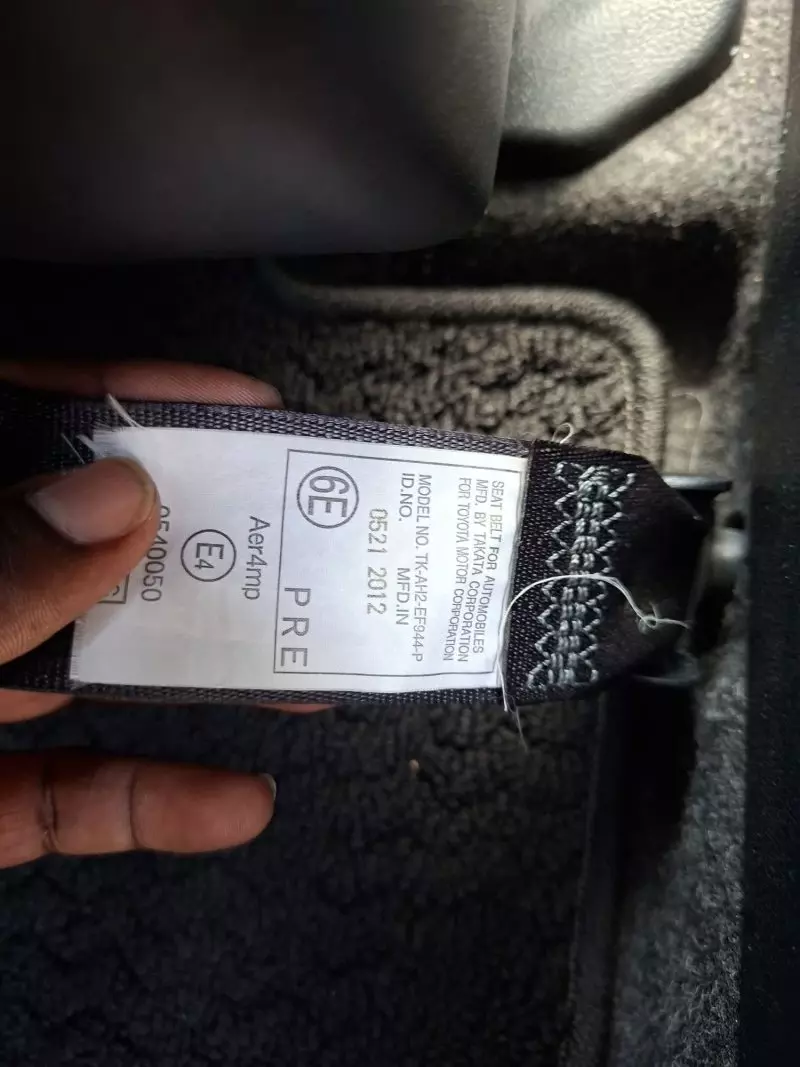 SEAT BELT FOR AUTOMOBILES
MFD. BY TAKATA CORPORATION
FOR TOYOTA MOTOR CORPORATION
MODEL NO. TK-AH2-EF944-P
ID.NO. MFD.IN
0521 2012
6E PRE
Aer4mp
E4
0540050